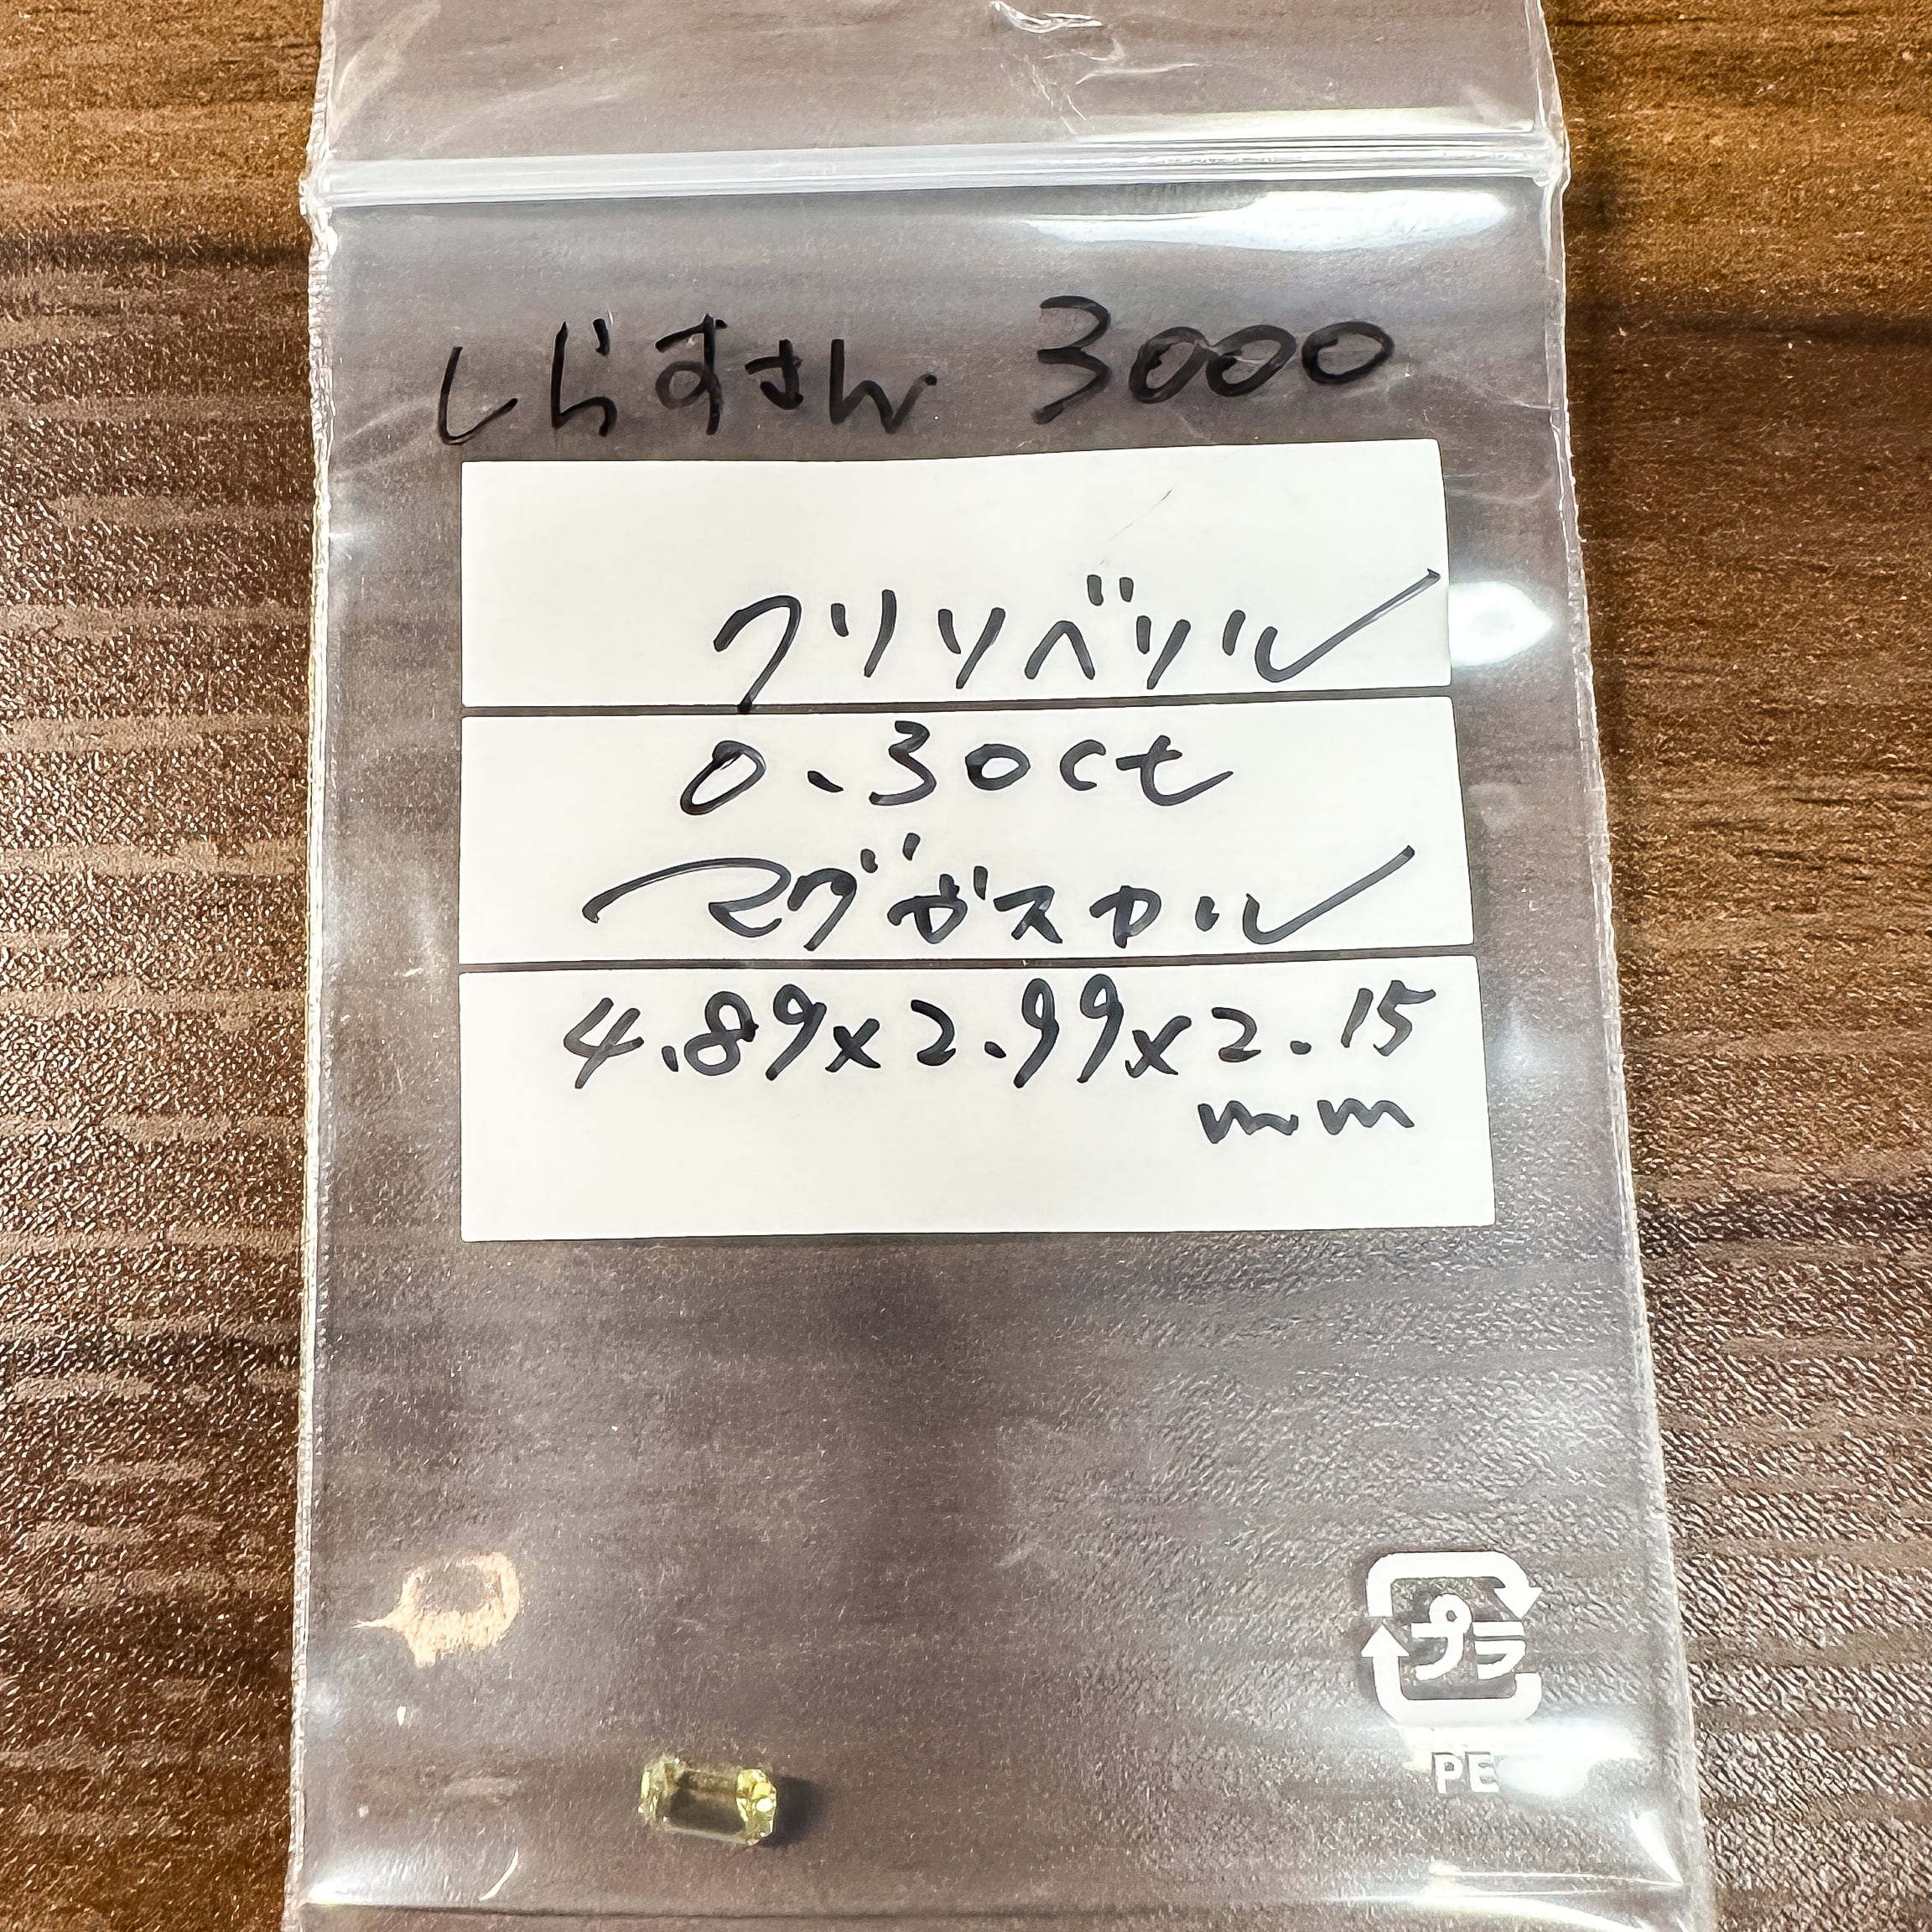 しらすさん 3000
クリソベリル
0.30ct
マダガスカル
4.89x2.99x2.15
mm
プラ
PE